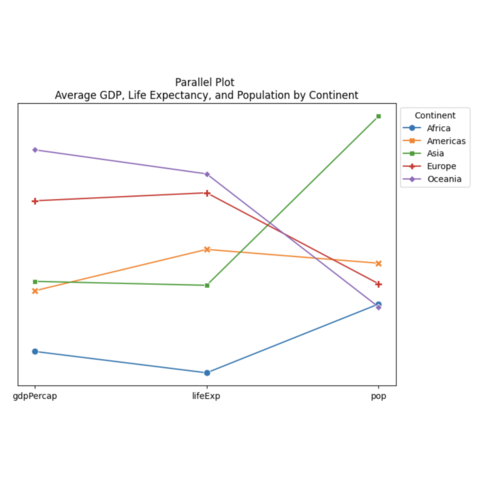 Parallel Plot
Average GDP, Life Expectancy, and Population by Continent
Continent
Africa
Americas
Asia
Europe
Oceania
gdpPercap
lifeExp
pop